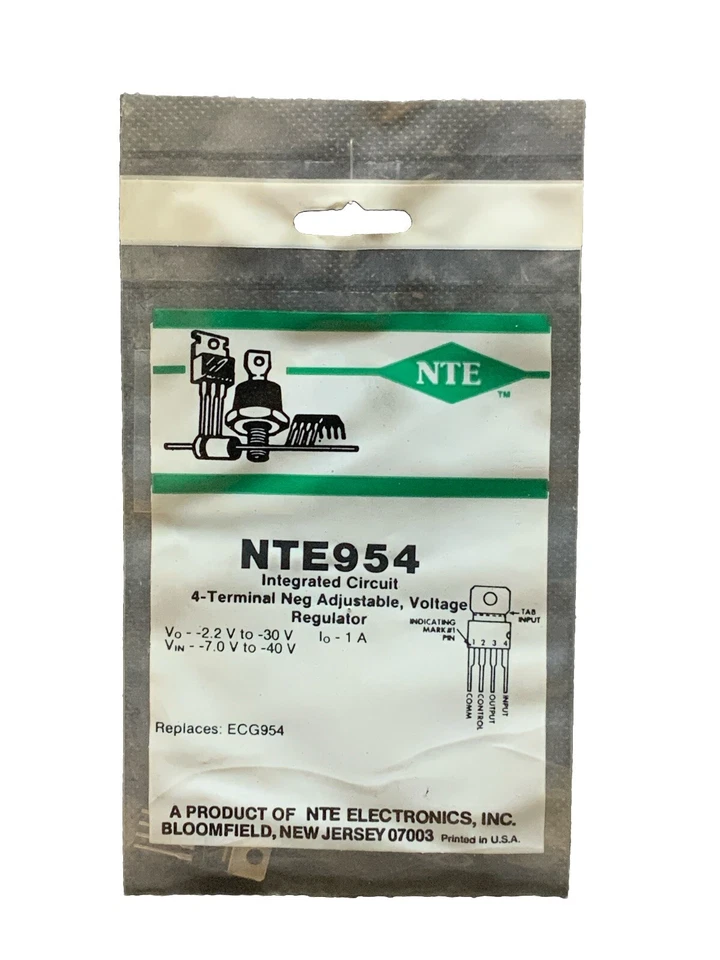 NTE
TM
NTE954
Integrated Circuit
4-Terminal Neg Adjustable, Voltage
Regulator
Vo - -2.2 V to -30 V Io - 1 A
VIN - -7.0 V to -40 V
TAB
INPUT
INDICATING
MARK #1
PIN
1 2 3 4
COMM
CONTROL
OUTPUT
INPUT
Replaces: ECG954
A PRODUCT OF NTE ELECTRONICS, INC.
BLOOMFIELD, NEW JERSEY 07003 Printed in U.S.A.